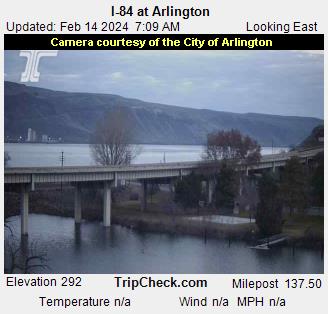 I-84 at Arlington
Updated: Feb 14 2024 7:09 AM Looking East
Camera courtesy of the City of Arlington
Elevation 292 TripCheck.com Milepost 137.50
Temperature n/a Wind n/a MPH n/a